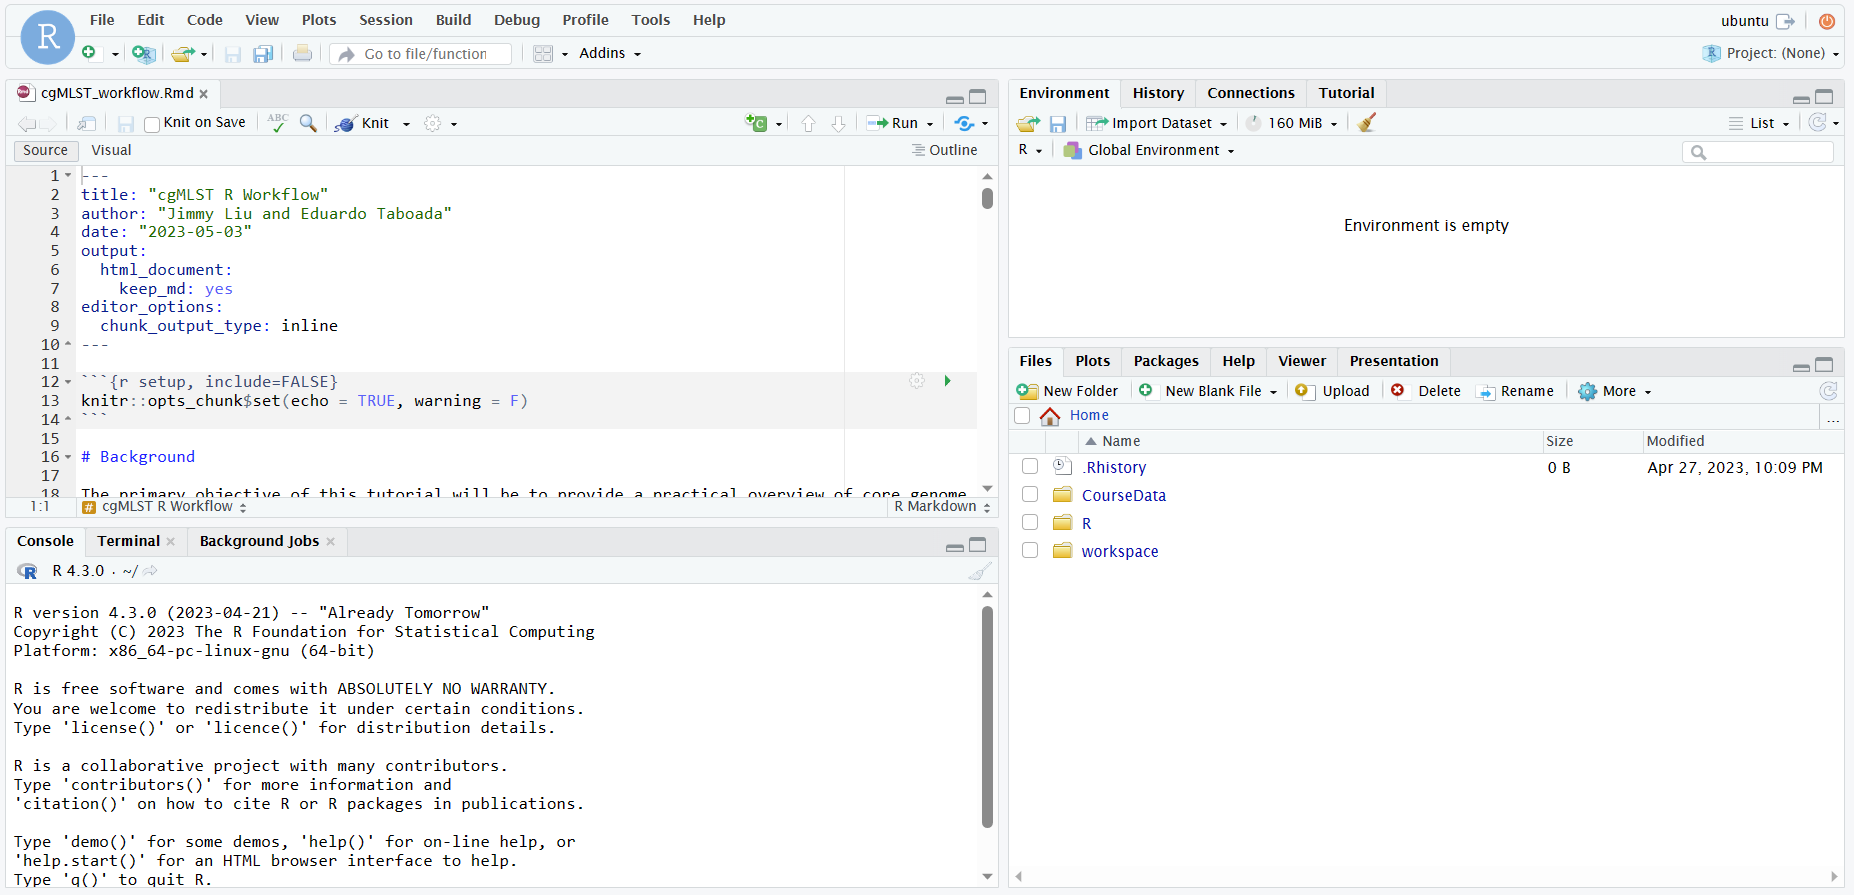 File Edit Code View Plots Session Build Debug Profile Tools Help
ubuntu
R
Go to file/function
Addins
Project: (None)
cgMLST_workflow.Rmd
Knit on Save
ABC
Knit
Run
Source Visual
Outline
1 ---
2 title: "cgMLST R Workflow"
3 author: "Jimmy Liu and Eduardo Taboada"
4 date: "2023-05-03"
5 output:
6   html_document:
7     keep_md: yes
8 editor_options:
9   chunk_output_type: inline
10 ---
11
12 ```{r setup, include=FALSE}
13 knitr::opts_chunk$set(echo = TRUE, warning = F)
14 ```
15
16 # Background
17
18 The primary objective of this tutorial will be to provide a practical overview of core genome
1:1 # cgMLST R Workflow R Markdown
Console Terminal Background Jobs
R R 4.3.0 · ~/
R version 4.3.0 (2023-04-21) -- "Already Tomorrow"
Copyright (C) 2023 The R Foundation for Statistical Computing
Platform: x86_64-pc-linux-gnu (64-bit)
R is free software and comes with ABSOLUTELY NO WARRANTY.
You are welcome to redistribute it under certain conditions.
Type 'license()' or 'licence()' for distribution details.
R is a collaborative project with many contributors.
Type 'contributors()' for more information and
'citation()' on how to cite R or R packages in publications.
Type 'demo()' for some demos, 'help()' for on-line help, or
'help.start()' for an HTML browser interface to help.
Type 'q()' to quit R.
Environment History Connections Tutorial
Import Dataset 160 MiB List
R Global Environment
Environment is empty
Files Plots Packages Help Viewer Presentation
New Folder New Blank File Upload Delete Rename More
Home ...
Name Size Modified
.Rhistory 0 B Apr 27, 2023, 10:09 PM
CourseData
R
workspace